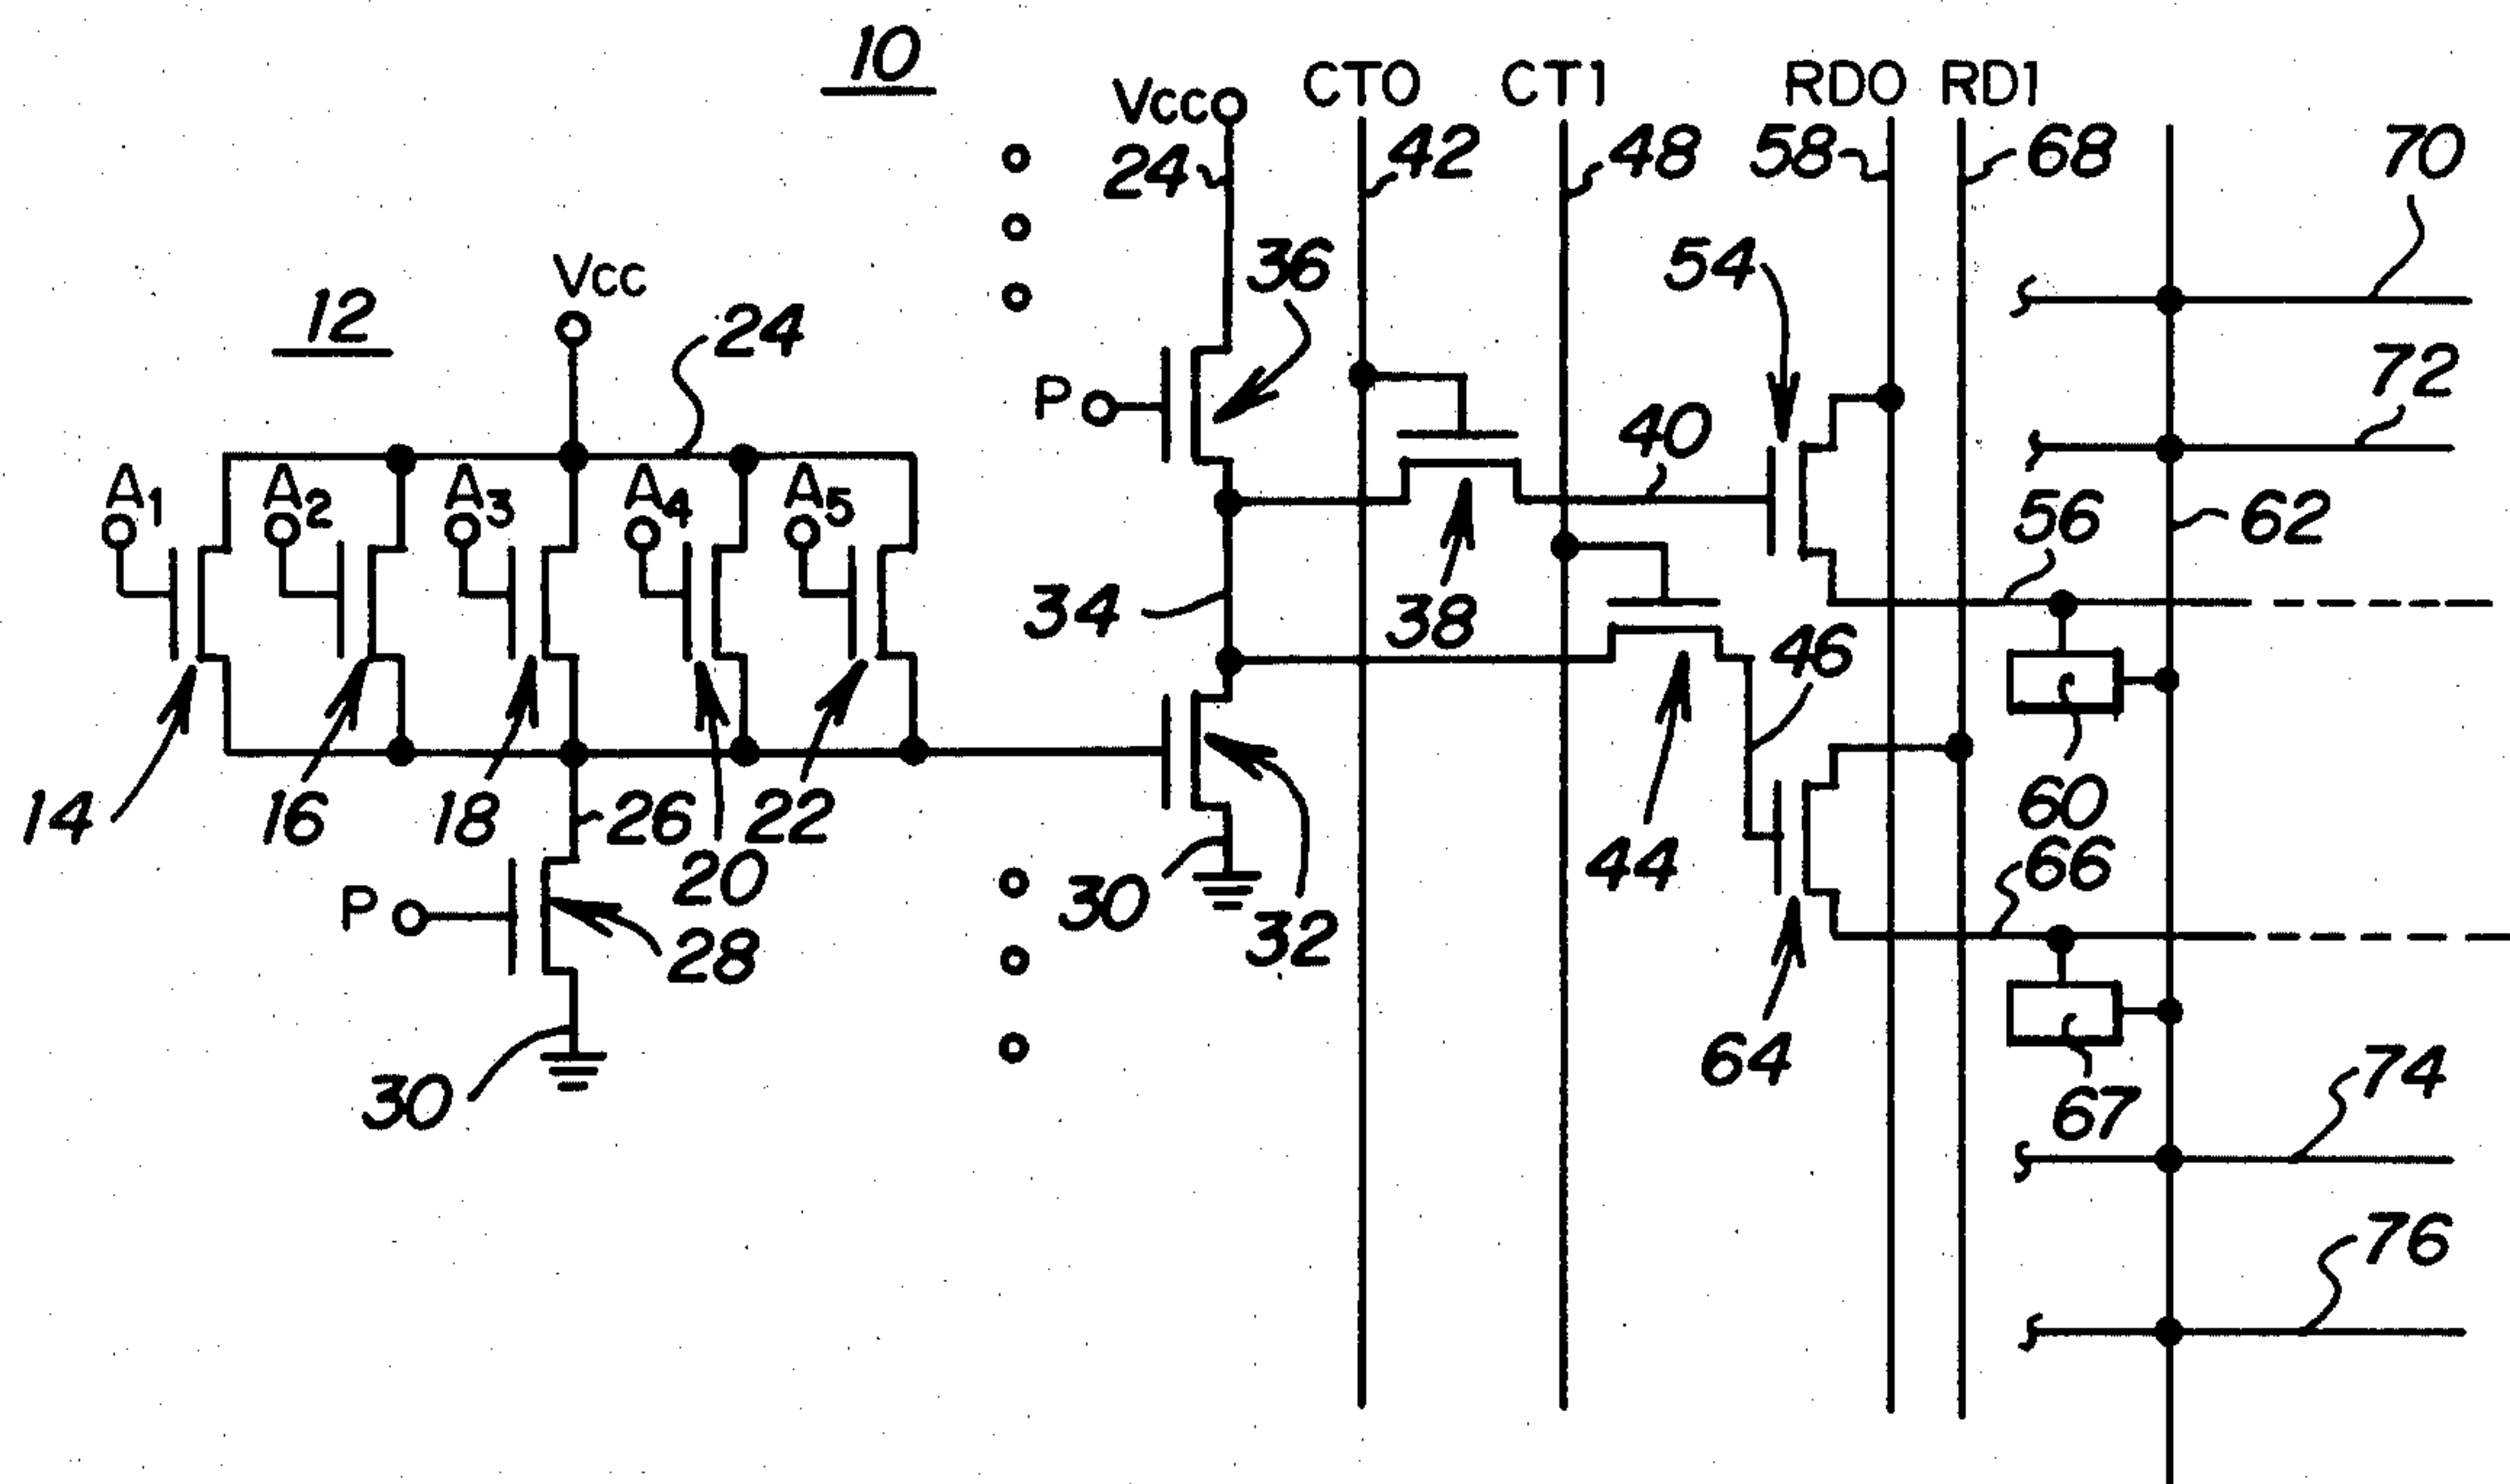 10
Vcc
CT0 CT1 RD0 RD1
24 42 48 58 68 70
36 54
12 Vcc 24
P 40 72
A1 A2 A3 A4 A5
56 62
34 38 46
14 16 18 26 20 22
44 60
30 32 66
P 28
64
30 67 74
76